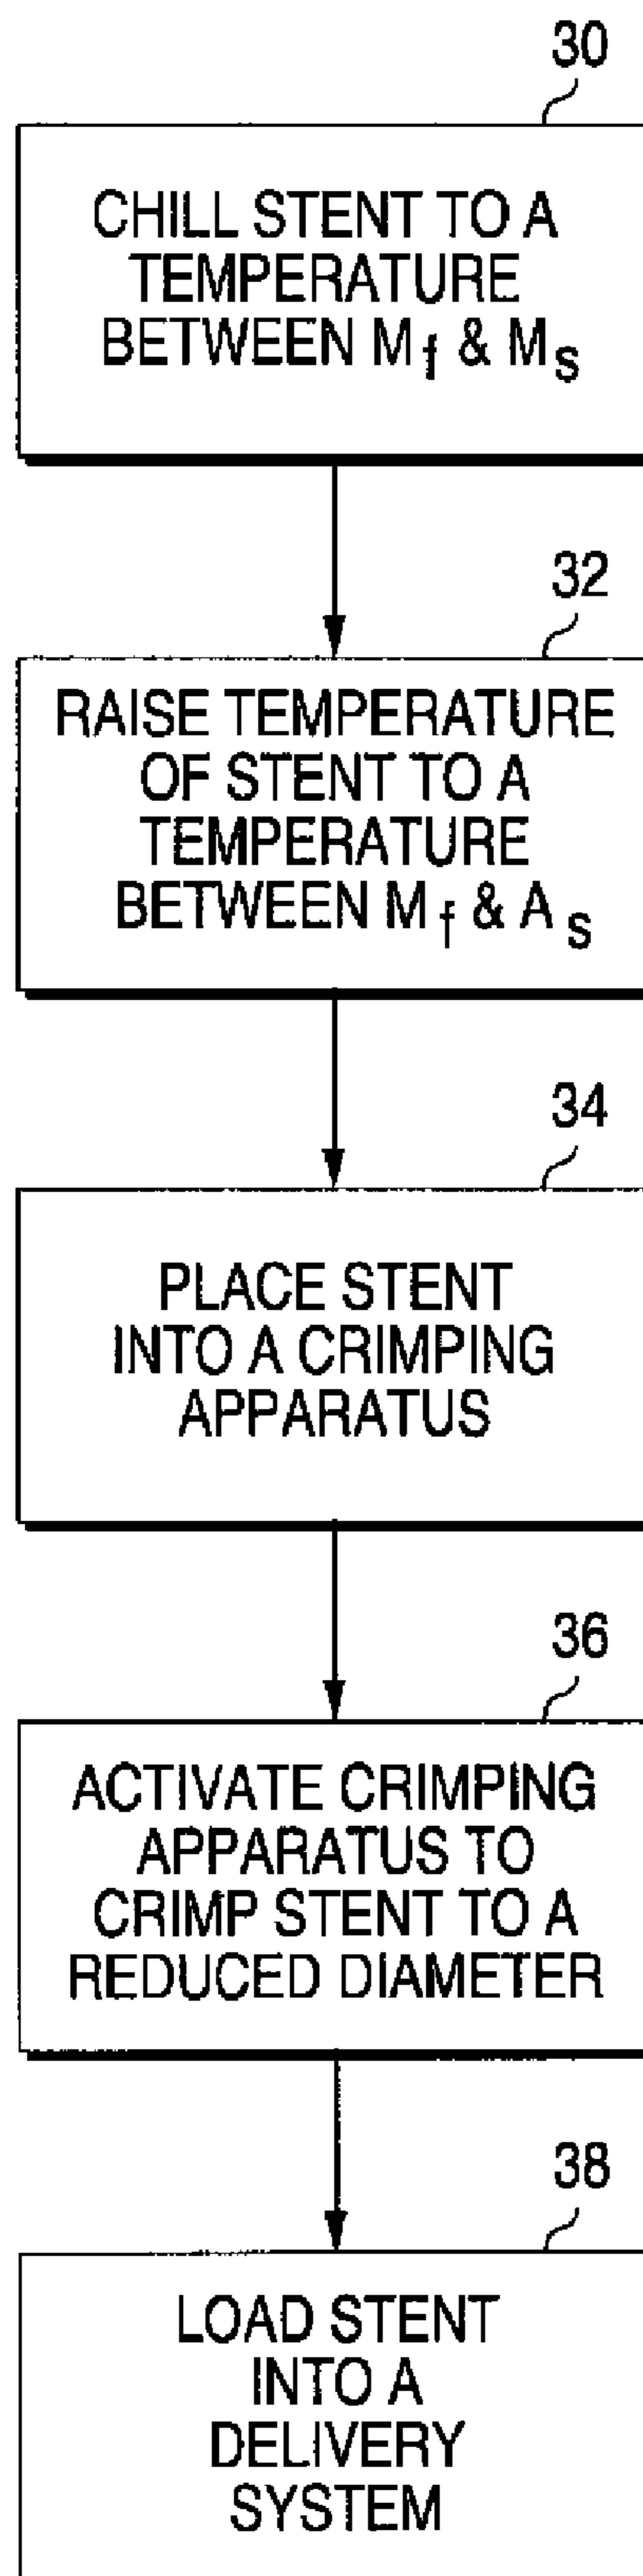 30
CHILL STENT TO A
TEMPERATURE
BETWEEN Mf & Ms
32
RAISE TEMPERATURE
OF STENT TO A
TEMPERATURE
BETWEEN Mf & As
34
PLACE STENT
INTO A CRIMPING
APPARATUS
36
ACTIVATE CRIMPING
APPARATUS TO
CRIMP STENT TO A
REDUCED DIAMETER
38
LOAD STENT
INTO A
DELIVERY
SYSTEM